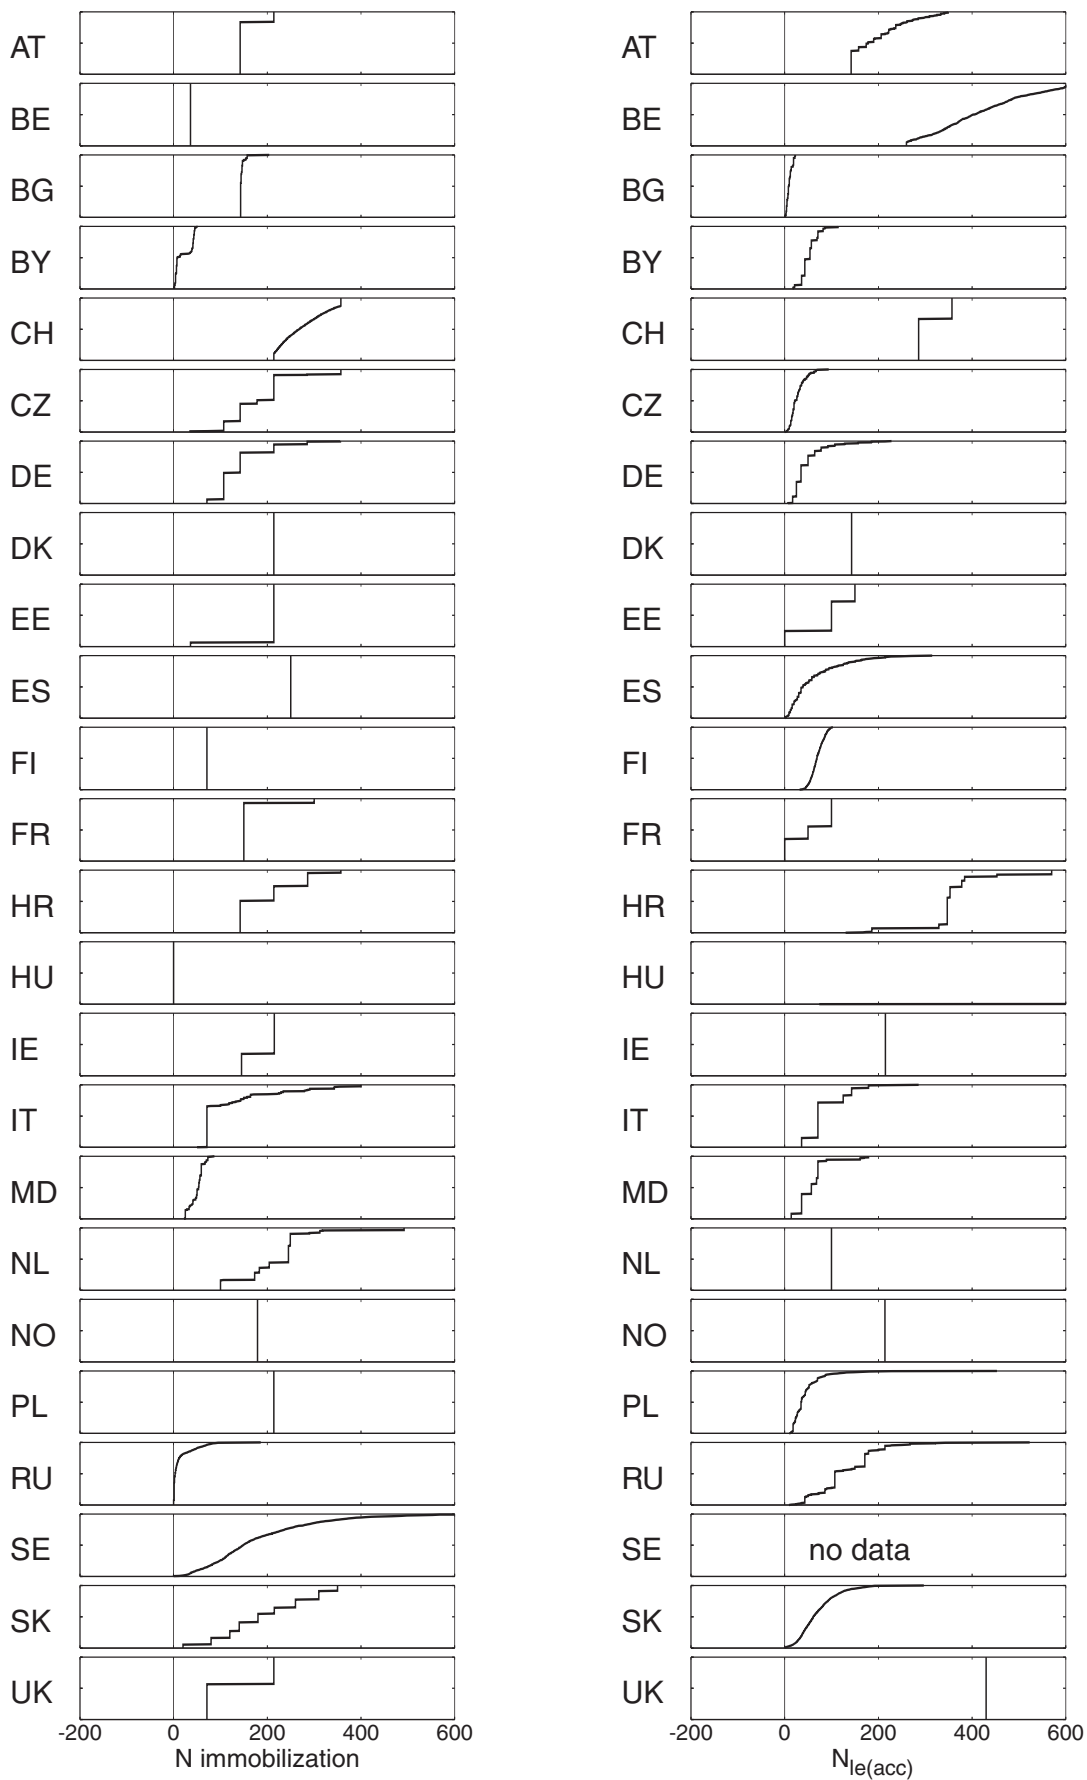 AT AT
BE BE
BG BG
BY BY
CH CH
CZ CZ
DE DE
DK DK
EE EE
ES ES
FI FI
FR FR
HR HR
HU HU
IE IE
IT IT
MD MD
NL NL
NO NO
PL PL
RU RU
SE SE no data
SK SK
UK UK
-200 0 200 400 600 -200 0 200 400 600
N immobilization N le(acc)